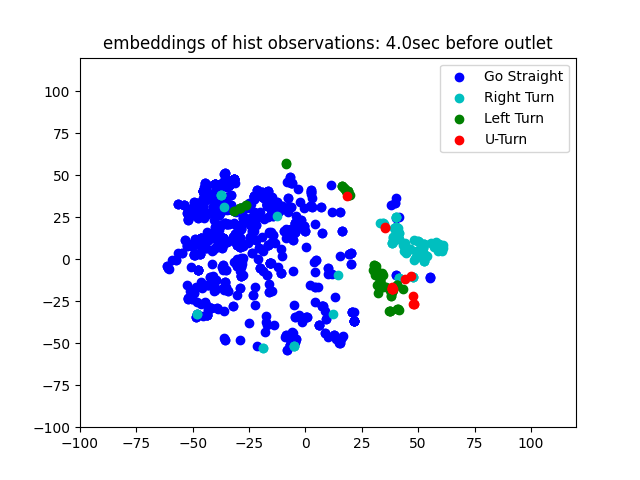 embeddings of hist observations: 4.0sec before outlet
Go Straight
Right Turn
Left Turn
U-Turn
100
75
50
25
0
−25
−50
−75
−100
−100 −75 −50 −25 0 25 50 75 100